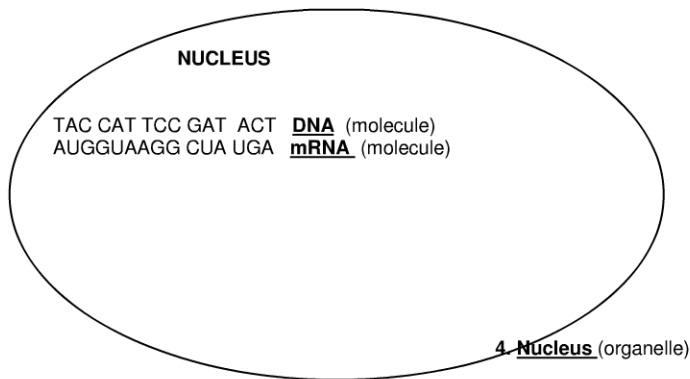 NUCLEUS
TAC CAT TCC GAT ACT DNA (molecule)
AUGGUAAGG CUA UGA mRNA (molecule)
4. Nucleus (organelle)